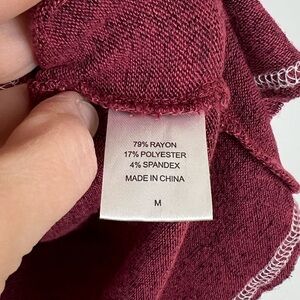 79% RAYON
17% POLYESTER
4% SPANDEX
MADE IN CHINA
M